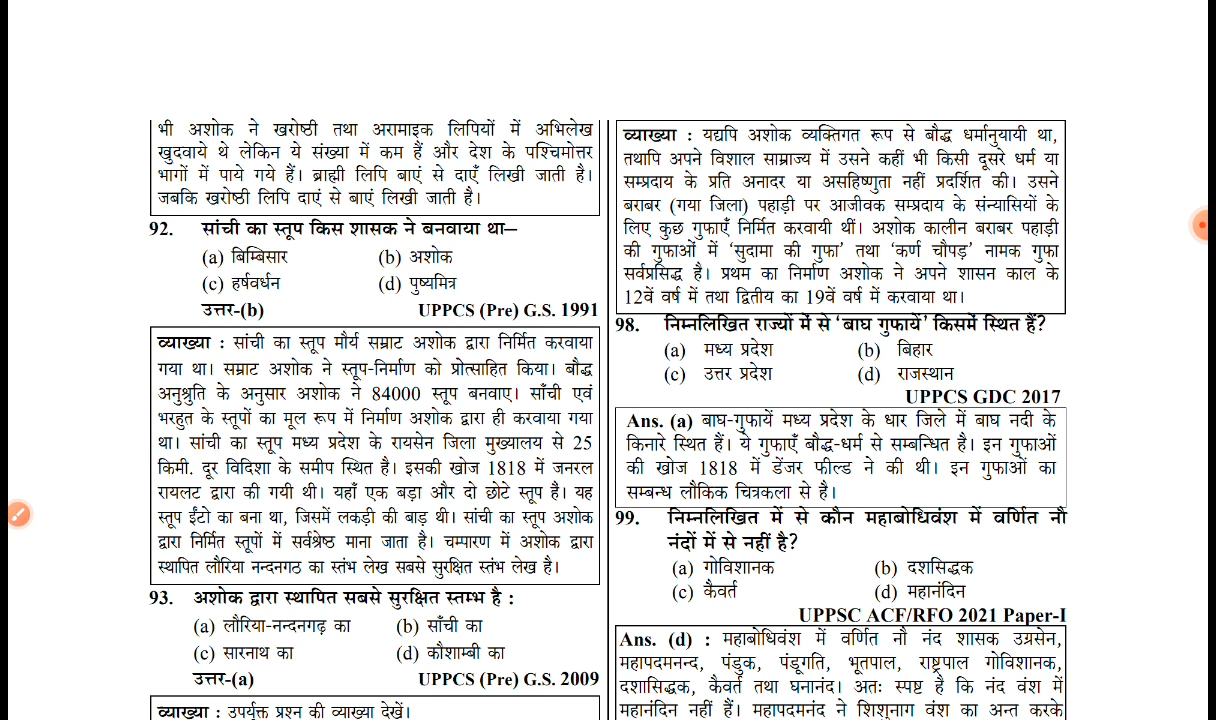 भी अशोक ने खरोष्ठी तथा अरामाइक लिपियों में अभिलेख
खुदवाये थे लेकिन ये संख्या में कम हैं और देश के पश्चिमोत्तर
भागों में पाये गये हैं। ब्राह्मी लिपि बाएं से दाएँ लिखी जाती है।
जबकि खरोष्ठी लिपि दाएं से बाएं लिखी जाती है।
92. सांची का स्तूप किस शासक ने बनवाया था—
(a) बिम्बिसार (b) अशोक
(c) हर्षवर्धन (d) पुष्यमित्र
उत्तर-(b) UPPCS (Pre) G.S. 1991
व्याख्या : सांची का स्तूप मौर्य सम्राट अशोक द्वारा निर्मित करवाया
गया था। सम्राट अशोक ने स्तूप-निर्माण को प्रोत्साहित किया। बौद्ध
अनुश्रुति के अनुसार अशोक ने 84000 स्तूप बनवाए। साँची एवं
भरहुत के स्तूपों का मूल रूप में निर्माण अशोक द्वारा ही करवाया गया
था। सांची का स्तूप मध्य प्रदेश के रायसेन जिला मुख्यालय से 25
किमी. दूर विदिशा के समीप स्थित है। इसकी खोज 1818 में जनरल
रायलट द्वारा की गयी थी। यहाँ एक बड़ा और दो छोटे स्तूप है। यह
स्तूप ईंटो का बना था, जिसमें लकड़ी की बाड़ थी। सांची का स्तूप अशोक
द्वारा निर्मित स्तूपों में सर्वश्रेष्ठ माना जाता है। चम्पारण में अशोक द्वारा
स्थापित लौरिया नन्दनगठ का स्तंभ लेख सबसे सुरक्षित स्तंभ लेख है।
93. अशोक द्वारा स्थापित सबसे सुरक्षित स्तम्भ है :
(a) लौरिया-नन्दनगढ़ का (b) साँची का
(c) सारनाथ का (d) कौशाम्बी का
उत्तर-(a) UPPCS (Pre) G.S. 2009
व्याख्या : उपर्युक्त प्रश्न की व्याख्या देखें।
व्याख्या : यद्यपि अशोक व्यक्तिगत रूप से बौद्ध धर्मानुयायी था,
तथापि अपने विशाल साम्राज्य में उसने कहीं भी किसी दूसरे धर्म या
सम्प्रदाय के प्रति अनादर या असहिष्णुता नहीं प्रदर्शित की। उसने
बराबर (गया जिला) पहाड़ी पर आजीवक सम्प्रदाय के संन्यासियों के
लिए कुछ गुफाएँ निर्मित करवायी थीं। अशोक कालीन बराबर पहाड़ी
की गुफाओं में ‘सुदामा की गुफा’ तथा ‘कर्ण चौपड़’ नामक गुफा
सर्वप्रसिद्ध है। प्रथम का निर्माण अशोक ने अपने शासन काल के
12वें वर्ष में तथा द्वितीय का 19वें वर्ष में करवाया था।
98. निम्नलिखित राज्यों में से ‘बाघ गुफायें’ किसमें स्थित हैं?
(a) मध्य प्रदेश (b) बिहार
(c) उत्तर प्रदेश (d) राजस्थान
UPPCS GDC 2017
Ans. (a) बाघ-गुफायें मध्य प्रदेश के धार जिले में बाघ नदी के
किनारे स्थित हैं। ये गुफाएँ बौद्ध-धर्म से सम्बन्धित है। इन गुफाओं
की खोज 1818 में डेंजर फील्ड ने की थी। इन गुफाओं का
सम्बन्ध लौकिक चित्रकला से है।
99. निम्नलिखित में से कौन महाबोधिवंश में वर्णित नौ
नंदों में से नहीं है?
(a) गोविशानक (b) दशसिद्धक
(c) कैवर्त (d) महानंदिन
UPPSC ACF/RFO 2021 Paper-I
Ans. (d) : महाबोधिवंश में वर्णित नौ नंद शासक उग्रसेन,
महापदमनन्द, पंडुक, पंडूगति, भूतपाल, राष्ट्रपाल गोविशानक,
दशासिद्धक, कैवर्त तथा घनानंद। अतः स्पष्ट है कि नंद वंश में
महानंदिन नहीं हैं। महापदमनंद ने शिशुनाग वंश का अन्त करके